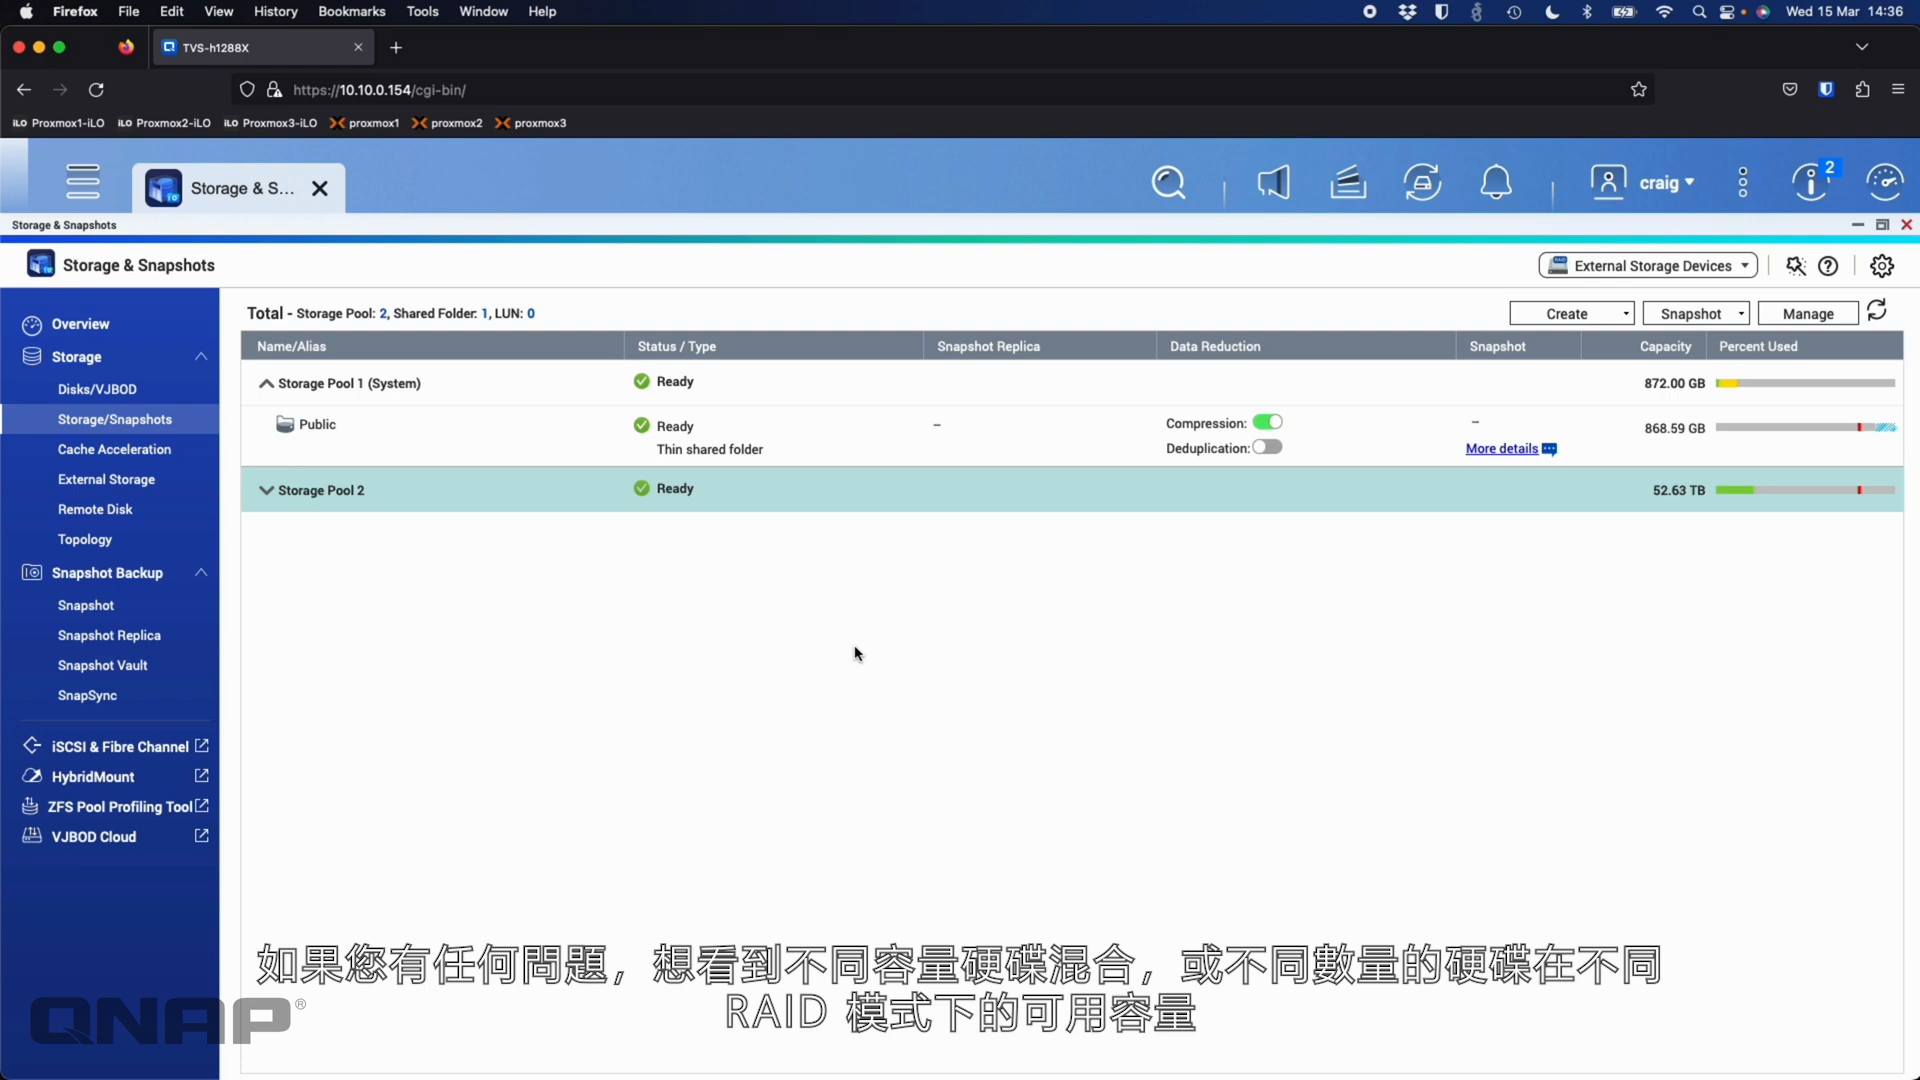 Firefox File Edit View History Bookmarks Tools Window Help Wed 15 Mar 14:36
TVS-h1288X
https://10.10.0.154/cgi-bin/
iLO Proxmox1-iLO iLO Proxmox2-iLO iLO Proxmox3-iLO proxmox1 proxmox2 proxmox3
Storage & S... craig 2
Storage & Snapshots
Storage & Snapshots External Storage Devices
Overview
Storage
Disks/VJBOD
Storage/Snapshots
Cache Acceleration
External Storage
Remote Disk
Topology
Snapshot Backup
Snapshot
Snapshot Replica
Snapshot Vault
SnapSync
iSCSI & Fibre Channel
HybridMount
ZFS Pool Profiling Tool
VJBOD Cloud
Total - Storage Pool: 2, Shared Folder: 1, LUN: 0 Create Snapshot Manage
Name/Alias Status / Type Snapshot Replica Data Reduction Snapshot Capacity Percent Used
Storage Pool 1 (System) Ready 872.00 GB
Public Ready – Compression: – 868.59 GB
Thin shared folder Deduplication: More details
Storage Pool 2 Ready 52.63 TB
如果您有任何問題，想看到不同容量硬碟混合，或不同數量的硬碟在不同
RAID 模式下的可用容量
QNAP®